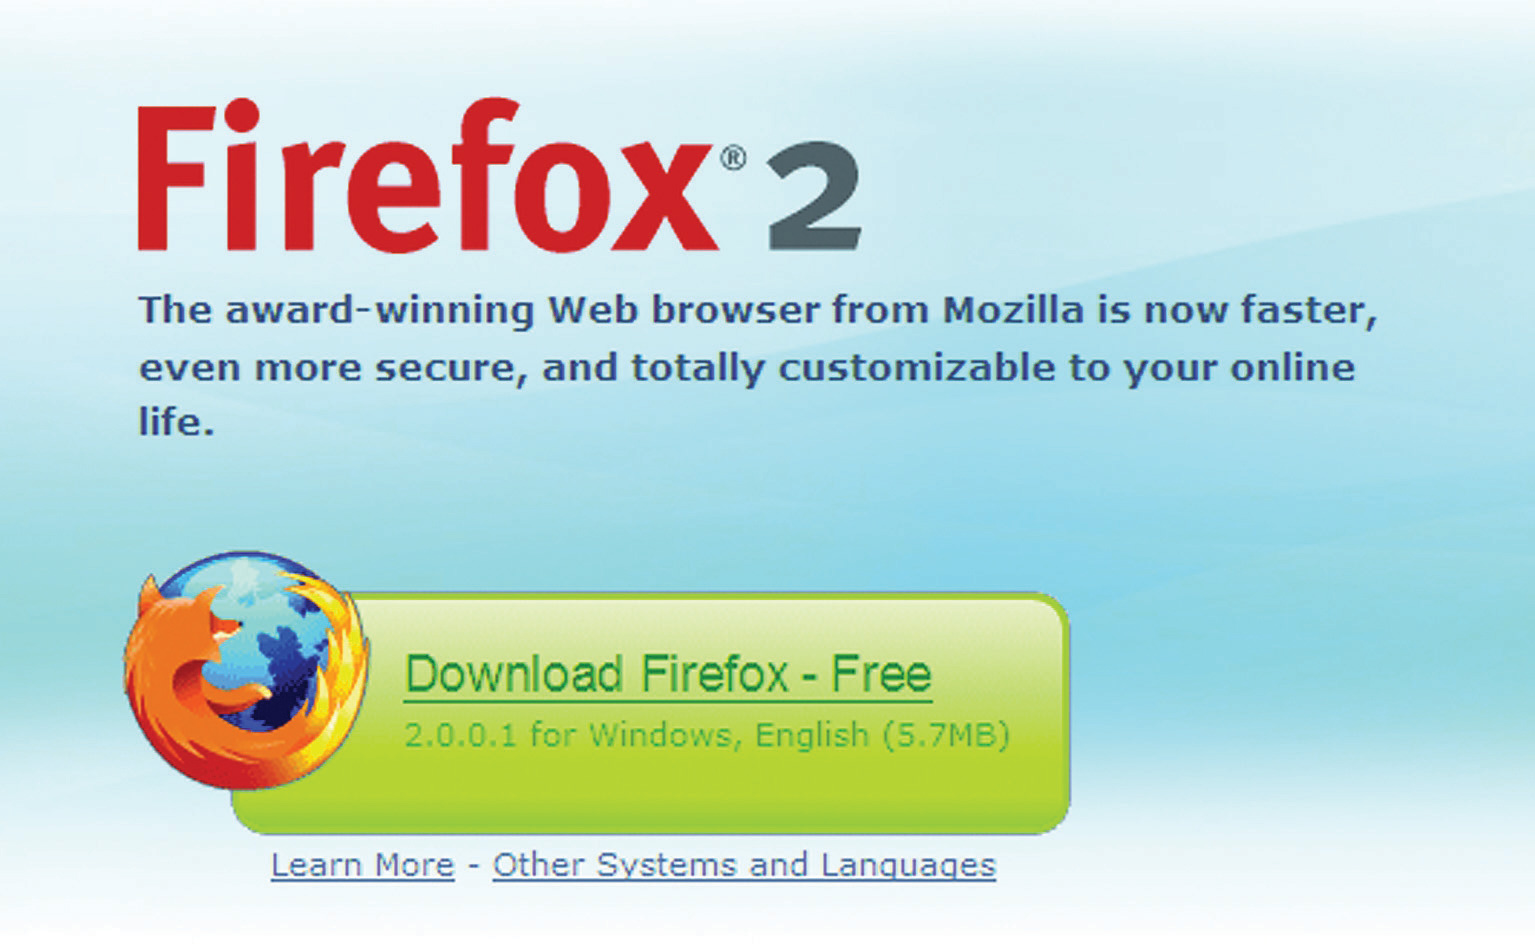 Firefox® 2
The award-winning Web browser from Mozilla is now faster,
even more secure, and totally customizable to your online
life.
Download Firefox - Free
2.0.0.1 for Windows, English (5.7MB)
Learn More - Other Systems and Languages